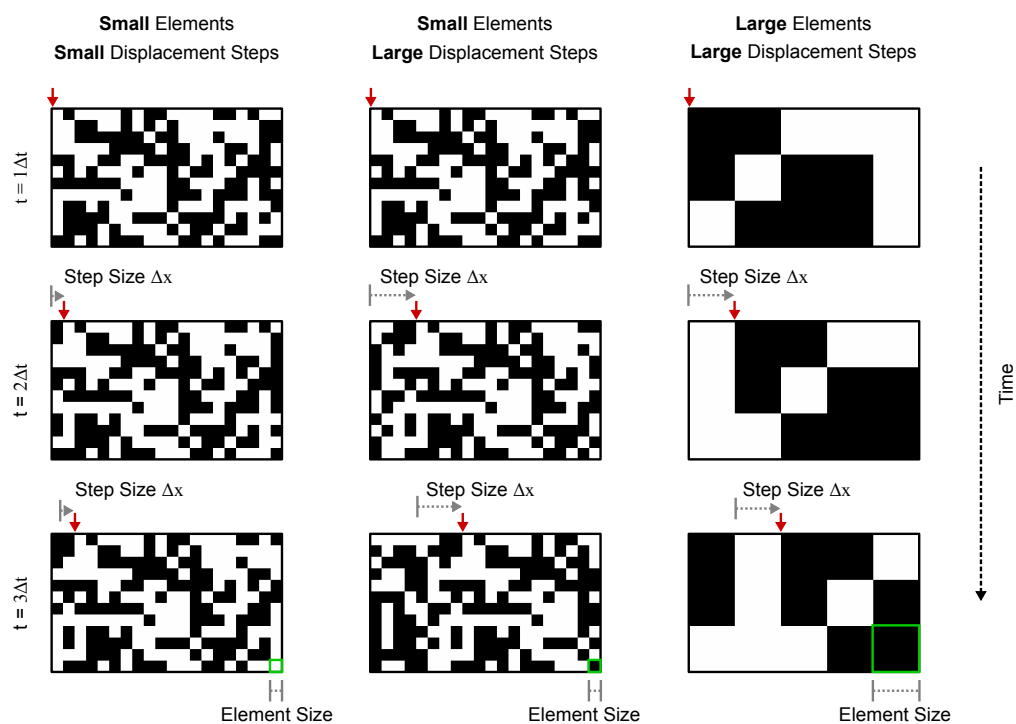 Small Elements
Small Displacement Steps
Small Elements
Large Displacement Steps
Large Elements
Large Displacement Steps
t = 1Δt
Step Size Δx
Step Size Δx
Step Size Δx
t = 2Δt
Time
Step Size Δx
Step Size Δx
Step Size Δx
t = 3Δt
Element Size
Element Size
Element Size